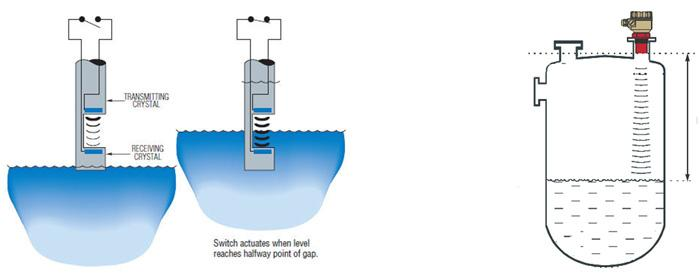 TRANSMITTING
CRYSTAL
RECEIVING
CRYSTAL
Switch actuates when level
reaches halfway point of gap.